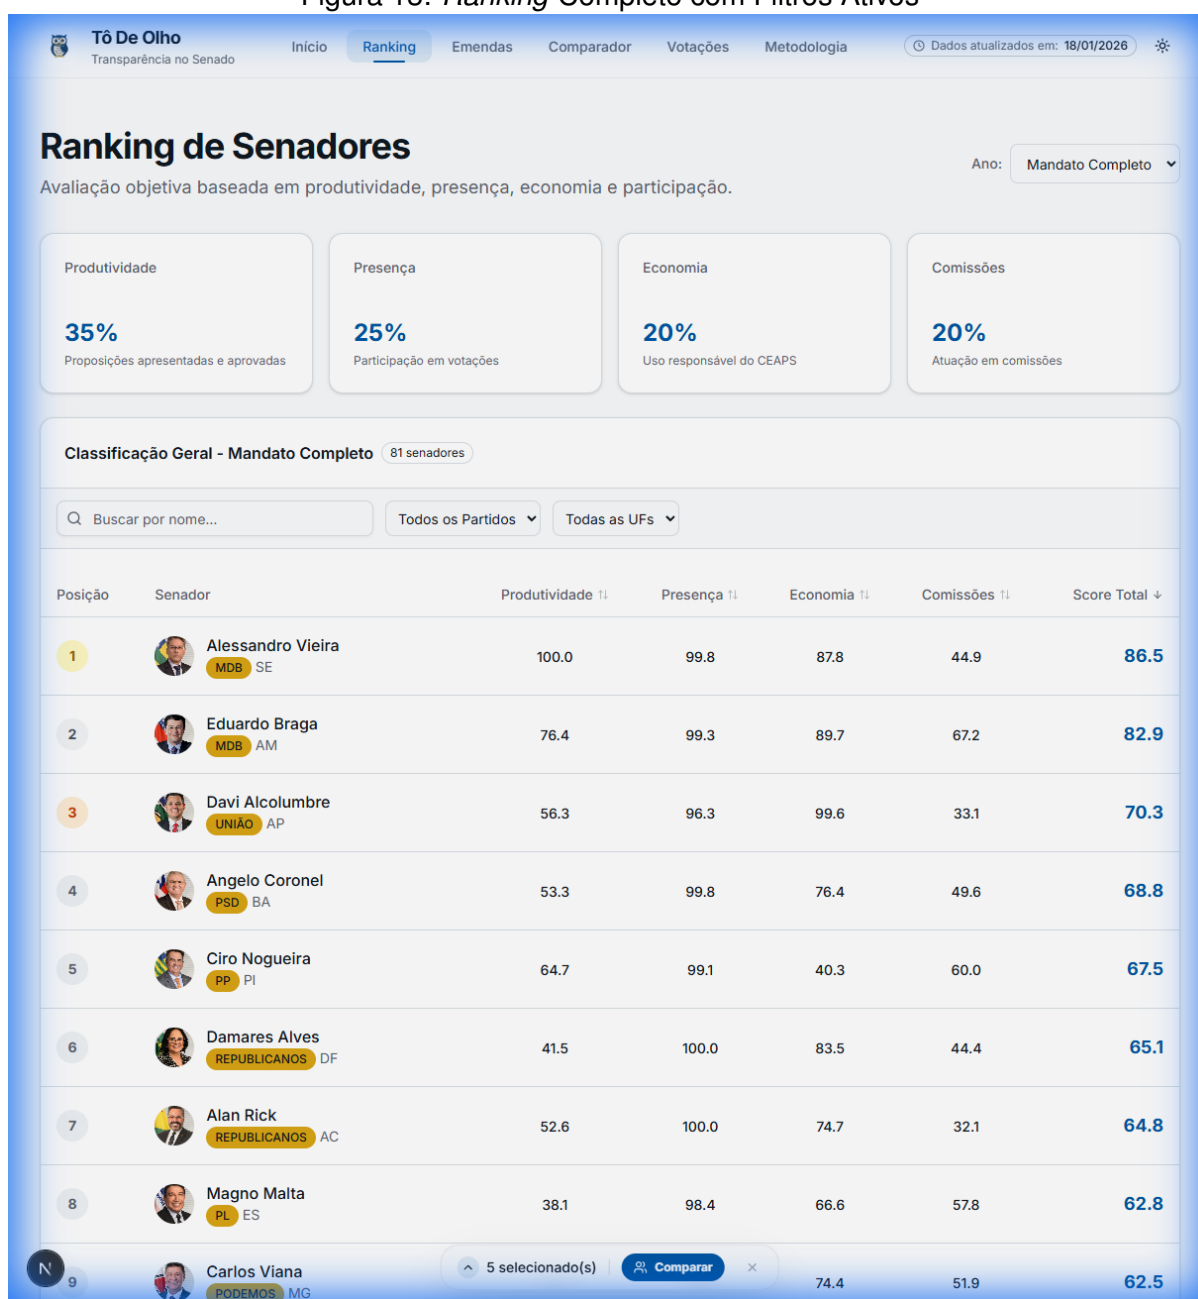 Figura 18: Ranking Completo com Filtros Ativos
Tô De Olho
Transparência no Senado
Início Ranking Emendas Comparador Votações Metodologia Dados atualizados em: 18/01/2026
Ranking de Senadores
Avaliação objetiva baseada em produtividade, presença, economia e participação.
Ano: Mandato Completo
Produtividade Presença Economia Comissões
35% 25% 20% 20%
Proposições apresentadas e aprovadas Participação em votações Uso responsável do CEAPS Atuação em comissões
Classificação Geral - Mandato Completo 81 senadores
Buscar por nome... Todos os Partidos Todas as UFs
Posição Senador Produtividade ↑↓ Presença ↑↓ Economia ↑↓ Comissões ↑↓ Score Total ↓
1 Alessandro Vieira MDB SE 100.0 99.8 87.8 44.9 86.5
2 Eduardo Braga MDB AM 76.4 99.3 89.7 67.2 82.9
3 Davi Alcolumbre UNIÃO AP 56.3 96.3 99.6 33.1 70.3
4 Angelo Coronel PSD BA 53.3 99.8 76.4 49.6 68.8
5 Ciro Nogueira PP PI 64.7 99.1 40.3 60.0 67.5
6 Damares Alves REPUBLICANOS DF 41.5 100.0 83.5 44.4 65.1
7 Alan Rick REPUBLICANOS AC 52.6 100.0 74.7 32.1 64.8
8 Magno Malta PL ES 38.1 98.4 66.6 57.8 62.8
9 Carlos Viana PODEMOS MG 74.4 51.9 62.5
N
5 selecionado(s) Comparar ×